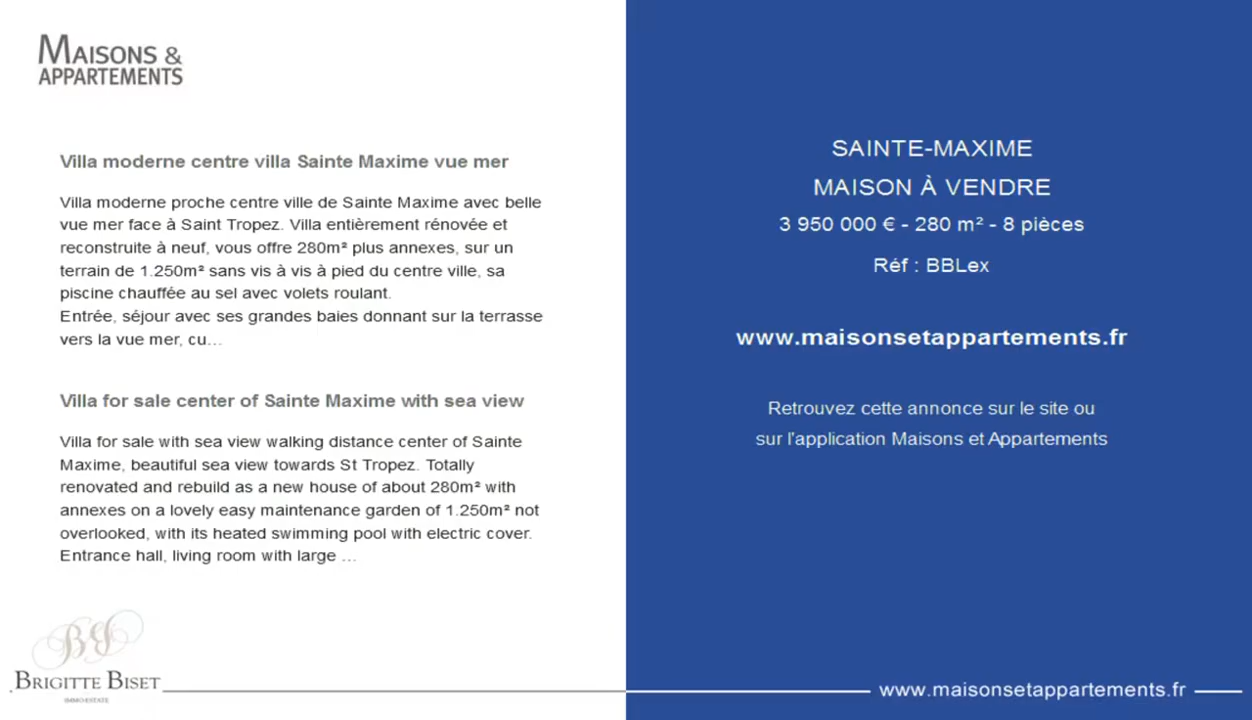 MAISONS &
APPARTEMENTS
Villa moderne centre villa Sainte Maxime vue mer
Villa moderne proche centre ville de Sainte Maxime avec belle
vue mer face à Saint Tropez. Villa entièrement rénovée et
reconstruite à neuf, vous offre 280m² plus annexes, sur un
terrain de 1.250m² sans vis à vis à pied du centre ville, sa
piscine chauffée au sel avec volets roulant.
Entrée, séjour avec ses grandes baies donnant sur la terrasse
vers la vue mer, cu...
Villa for sale center of Sainte Maxime with sea view
Villa for sale with sea view walking distance center of Sainte
Maxime, beautiful sea view towards St Tropez. Totally
renovated and rebuild as a new house of about 280m² with
annexes on a lovely easy maintenance garden of 1.250m² not
overlooked, with its heated swimming pool with electric cover.
Entrance hall, living room with large ...
BB
BRIGITTE BISET
IMMO ESTATE
SAINTE-MAXIME
MAISON À VENDRE
3 950 000 € - 280 m² - 8 pièces
Réf : BBLex
www.maisonsetappartements.fr
Retrouvez cette annonce sur le site ou
sur l'application Maisons et Appartements
www.maisonsetappartements.fr